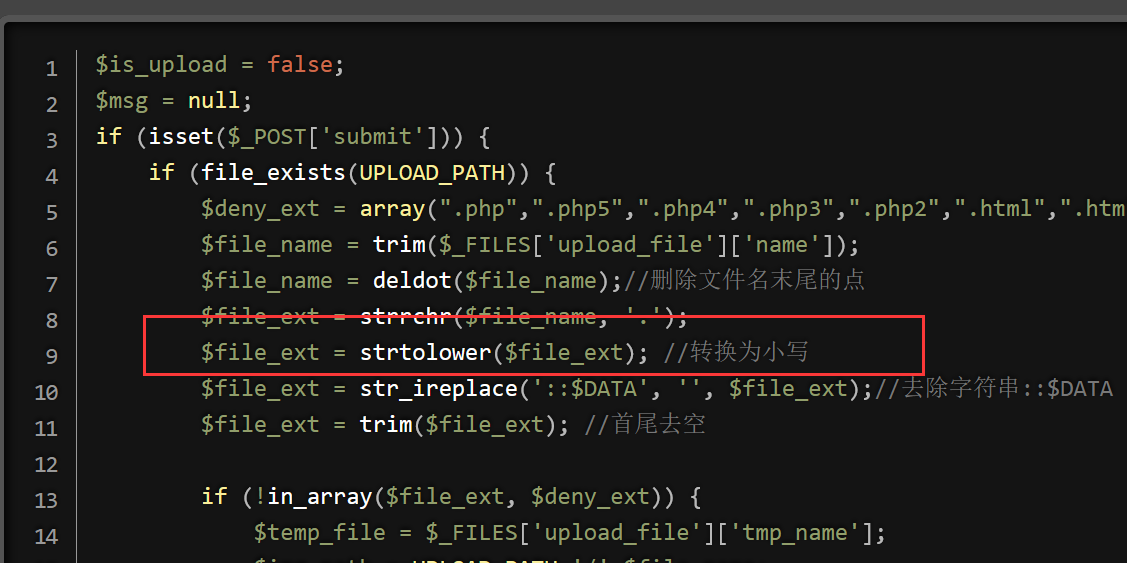 1 $is_upload = false;
2 $msg = null;
3 if (isset($_POST['submit'])) {
4 if (file_exists(UPLOAD_PATH)) {
5 $deny_ext = array(".php",".php5",".php4",".php3",".php2",".html",".htm
6 $file_name = trim($_FILES['upload_file']['name']);
7 $file_name = deldot($file_name);//删除文件名末尾的点
8 $file_ext = strrchr($file_name, '.');
9 $file_ext = strtolower($file_ext); //转换为小写
10 $file_ext = str_ireplace('::$DATA', '', $file_ext);//去除字符串::$DATA
11 $file_ext = trim($file_ext); //首尾去空
12
13 if (!in_array($file_ext, $deny_ext)) {
14 $temp_file = $_FILES['upload_file']['tmp_name'];